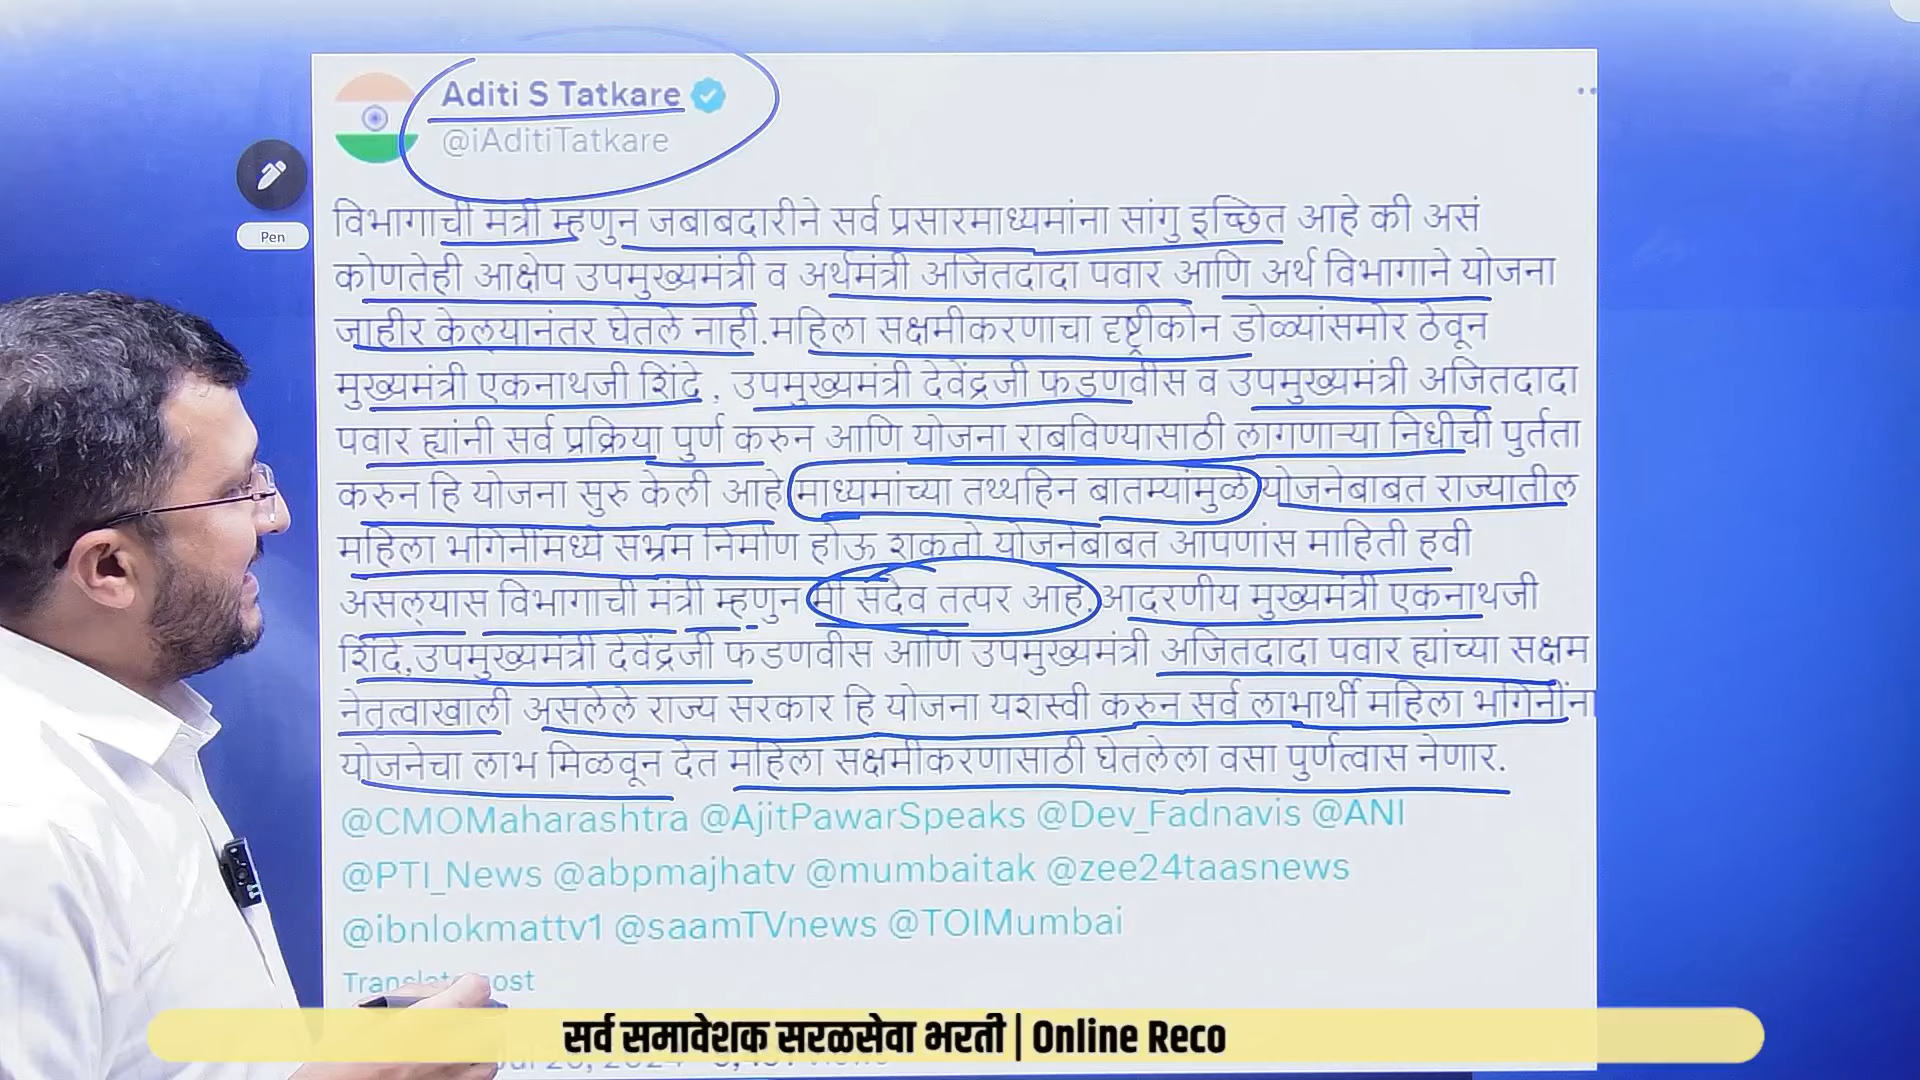 Aditi S Tatkare
@iAditiTatkare
Pen
विभागाची मंत्री म्हणुन जबाबदारीने सर्व प्रसारमाध्यमांना सांगु इच्छित आहे की असं
कोणतेही आक्षेप उपमुख्यमंत्री व अर्थमंत्री अजितदादा पवार आणि अर्थ विभागाने योजना
जाहीर केल्यानंतर घेतले नाही.महिला सक्षमीकरणाचा दृष्टीकोन डोळ्यांसमोर ठेवून
मुख्यमंत्री एकनाथजी शिंदे , उपमुख्यमंत्री देवेंद्रजी फडणवीस व उपमुख्यमंत्री अजितदादा
पवार ह्यांनी सर्व प्रक्रिया पुर्ण करुन आणि योजना राबविण्यासाठी लागणाऱ्या निधीची पुर्तता
करुन हि योजना सुरु केली आहे माध्यमांच्या तथ्यहिन बातम्यांमुळे योजनेबाबत राज्यातील
महिला भगिनींमध्ये संभ्रम निर्माण होऊ शकतो योजनेबाबत आपणांस माहिती हवी
असल्यास विभागाची मंत्री म्हणुन मी सदैव तत्पर आहे.आदरणीय मुख्यमंत्री एकनाथजी
शिंदे,उपमुख्यमंत्री देवेंद्रजी फडणवीस आणि उपमुख्यमंत्री अजितदादा पवार ह्यांच्या सक्षम
नेतृत्वाखाली असलेले राज्य सरकार हि योजना यशस्वी करुन सर्व लाभार्थी महिला भगिनींना
योजनेचा लाभ मिळवून देत महिला सक्षमीकरणासाठी घेतलेला वसा पुर्णत्वास नेणार.
@CMOMaharashtra @AjitPawarSpeaks @Dev_Fadnavis @ANI
@PTI_News @abpmajhatv @mumbaitak @zee24taasnews
@ibnlokmattv1 @saamTVnews @TOIMumbai
Translate post
सर्व समावेशक सरळसेवा भरती | Online Reco